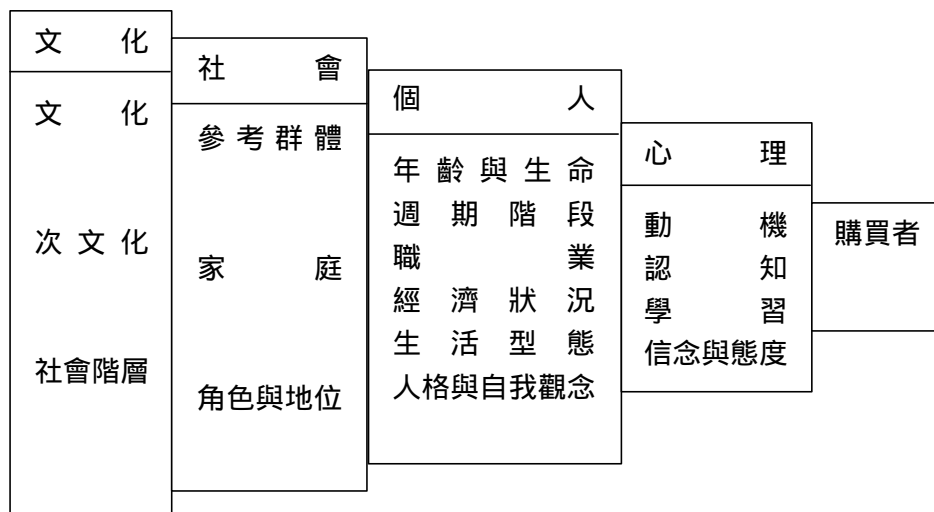 文化
文化
次文化
社會階層
社會
參考群體
家庭
角色與地位
個人
年齡與生命
週期階段
職業
經濟狀況
生活型態
人格與自我觀念
心理
動機
認知
學習
信念與態度
購買者